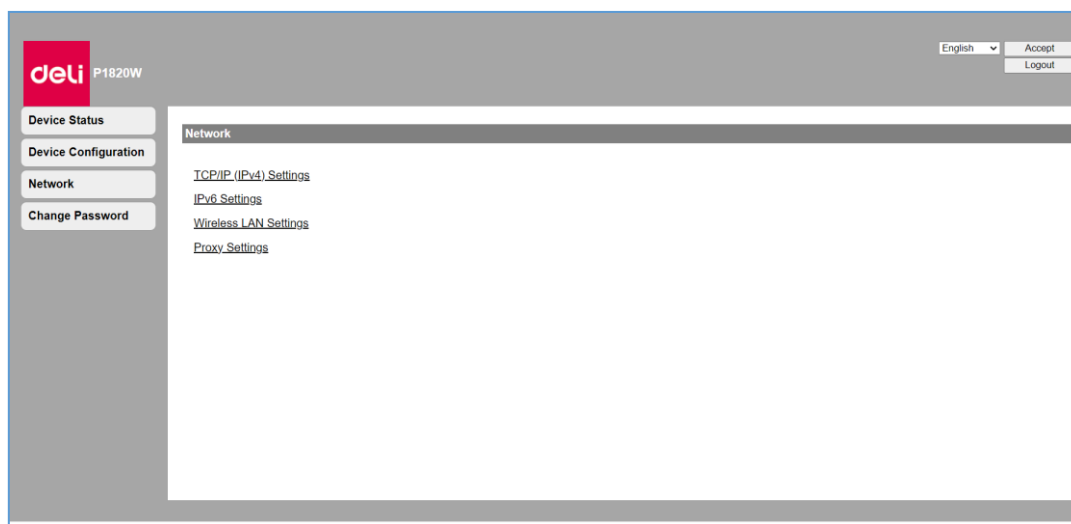 deli P1820W
English
Accept
Logout
Device Status
Device Configuration
Network
Change Password
Network
TCP/IP (IPv4) Settings
IPv6 Settings
Wireless LAN Settings
Proxy Settings